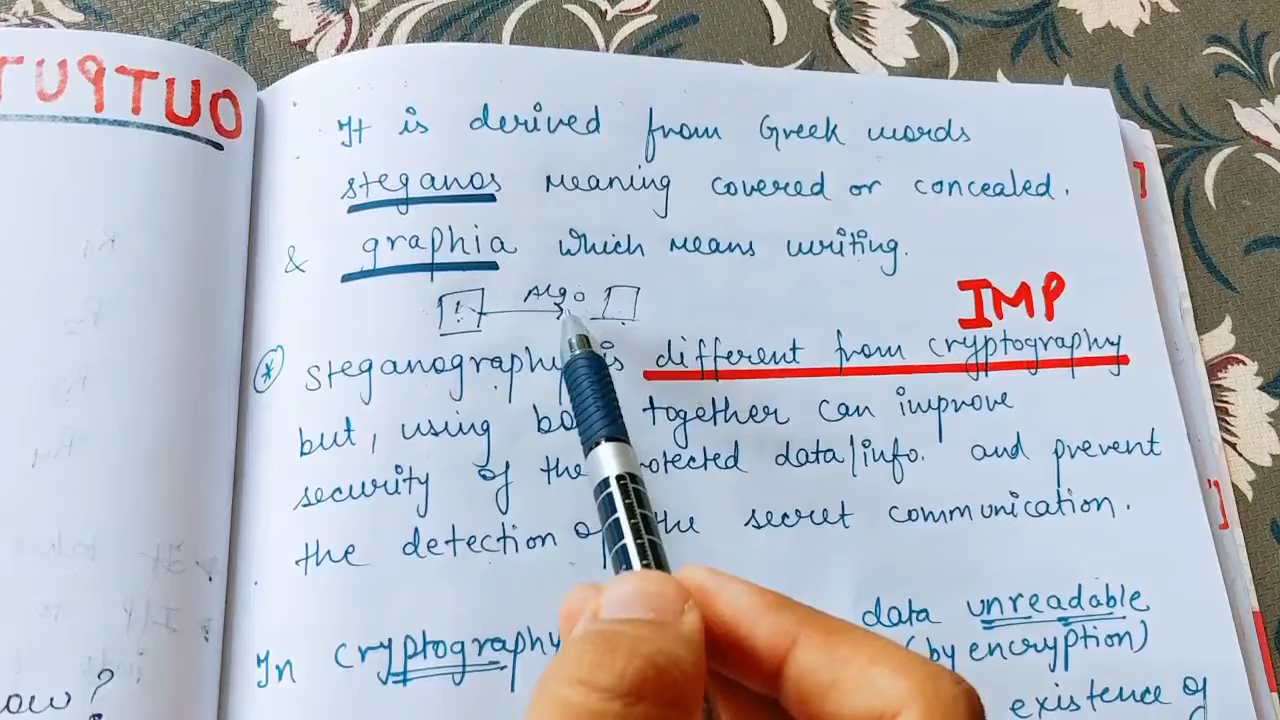 OUTPUT
It is derived from Greek words
steganos meaning covered or concealed.
& graphia which means writing.
Algo
IMP
* Steganography is different from cryptography
but, using together can improve
security of the data/info. and prevent
the detection of the secret communication.
In cryptography data unreadable
(by encryption)
existence of
?